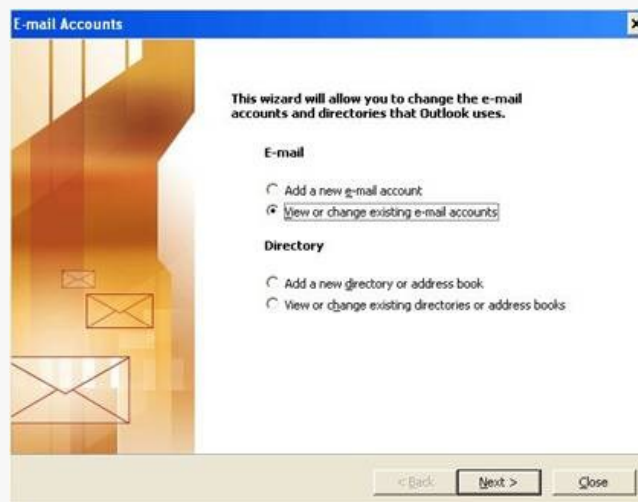 E-mail Accounts
This wizard will allow you to change the e-mail
accounts and directories that Outlook uses.
E-mail
Add a new e-mail account
View or change existing e-mail accounts
Directory
Add a new directory or address book
View or change existing directories or address books
< Back
Next >
Close